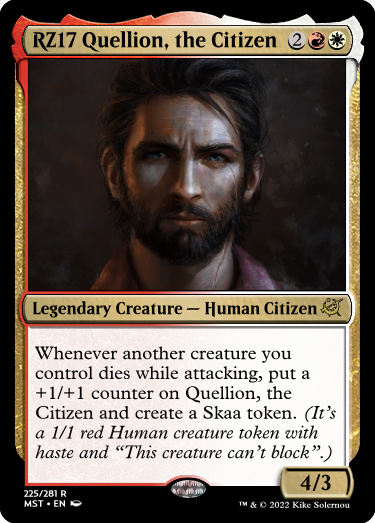 RZ17 Quellion, the Citizen 2
Legendary Creature — Human Citizen
Whenever another creature you
control dies while attacking, put a
+1/+1 counter on Quellion, the
Citizen and create a Skaa token. (It's
a 1/1 red Human creature token with
haste and “This creature can't block”.)
4/3
225/281 R
MST • EN
™ & © 2022 Kike Solernou